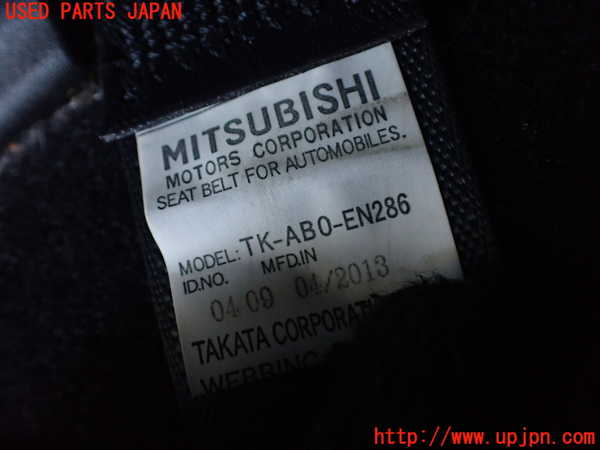 USED PARTS JAPAN
MITSUBISHI
MOTORS CORPORATION
SEAT BELT FOR AUTOMOBILES.
MODEL: TK-AB0-EN286
ID.NO. MFD.IN
04 09 04/2013
TAKATA
http://www.upjpn.com/